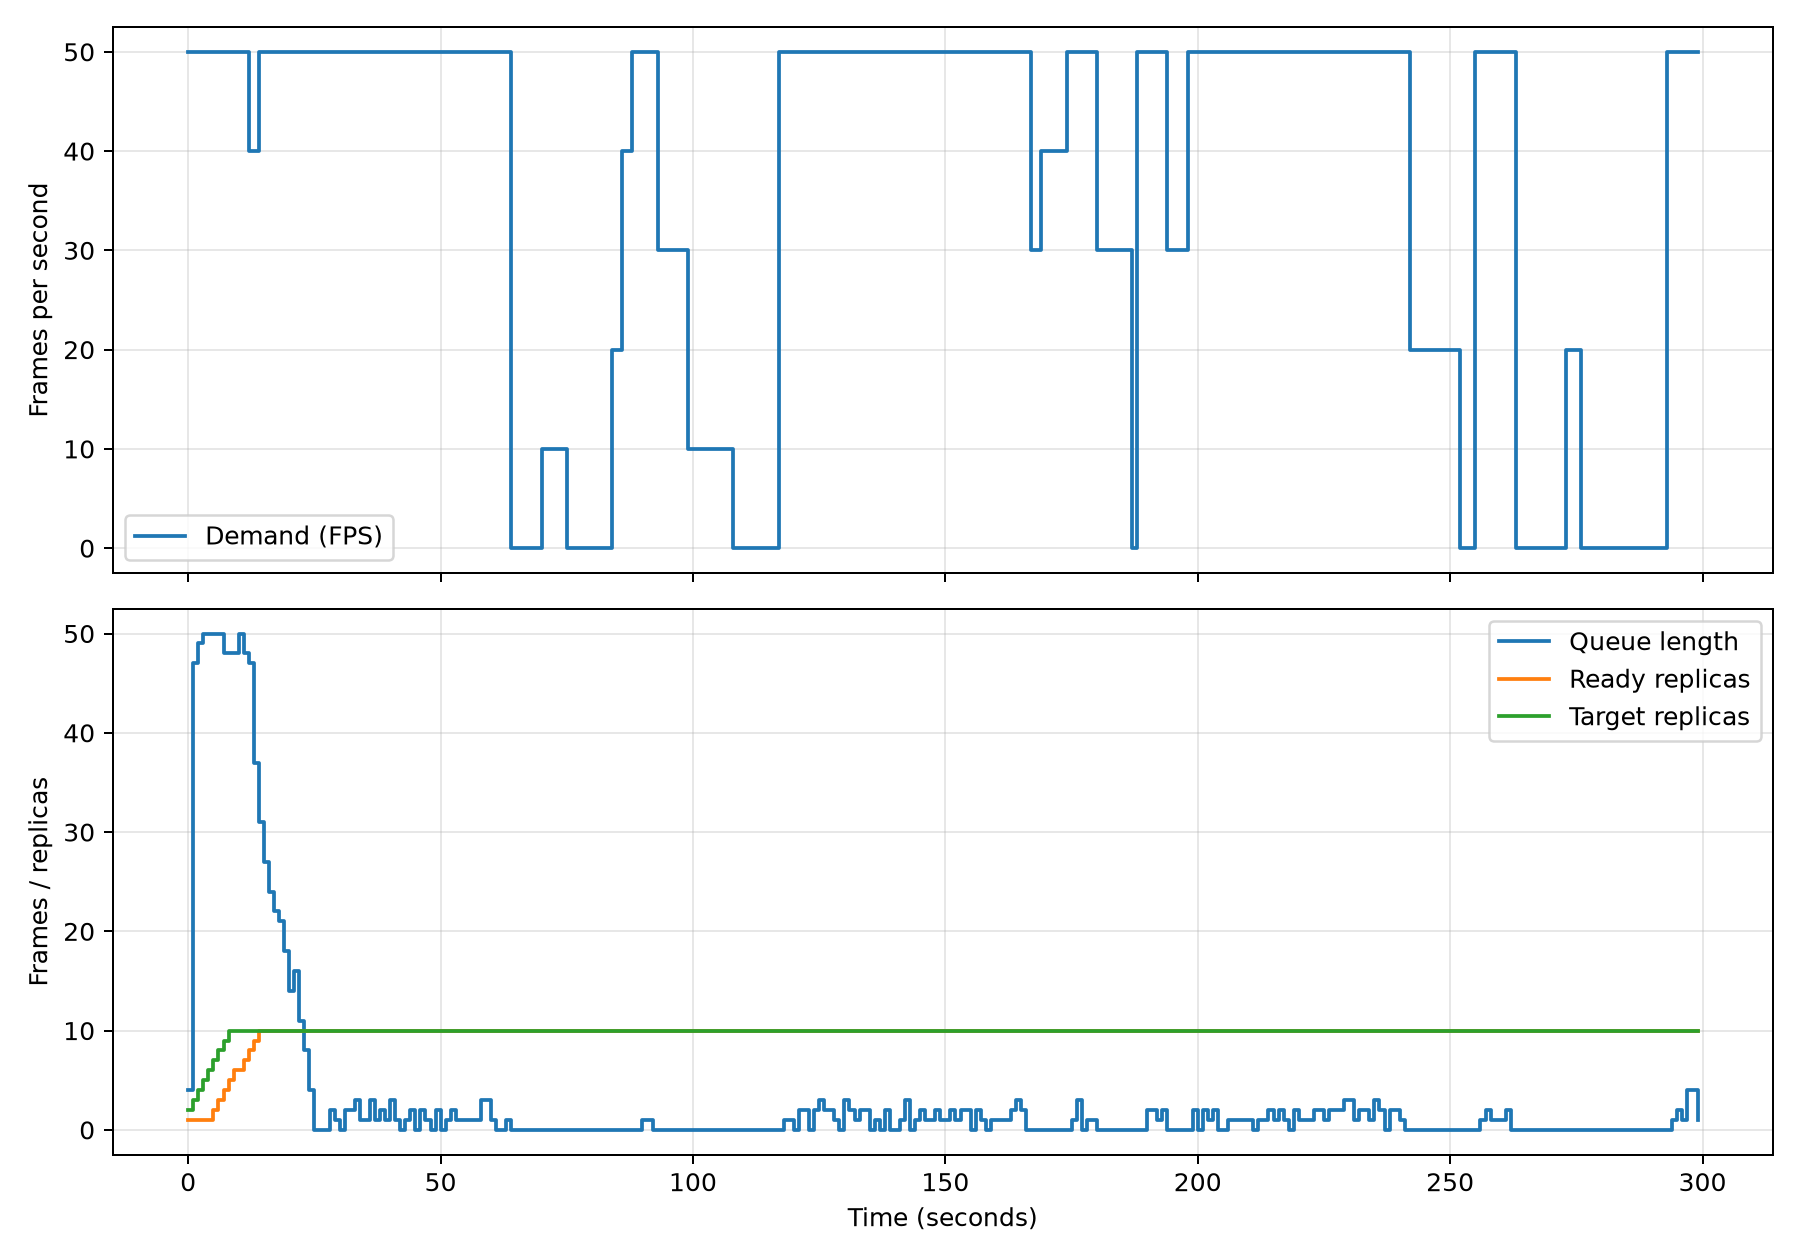 50
40
30
20
10
0
Frames per second
Demand (FPS)
50
40
30
20
10
0
Frames / replicas
Queue length
Ready replicas
Target replicas
0 50 100 150 200 250 300
Time (seconds)